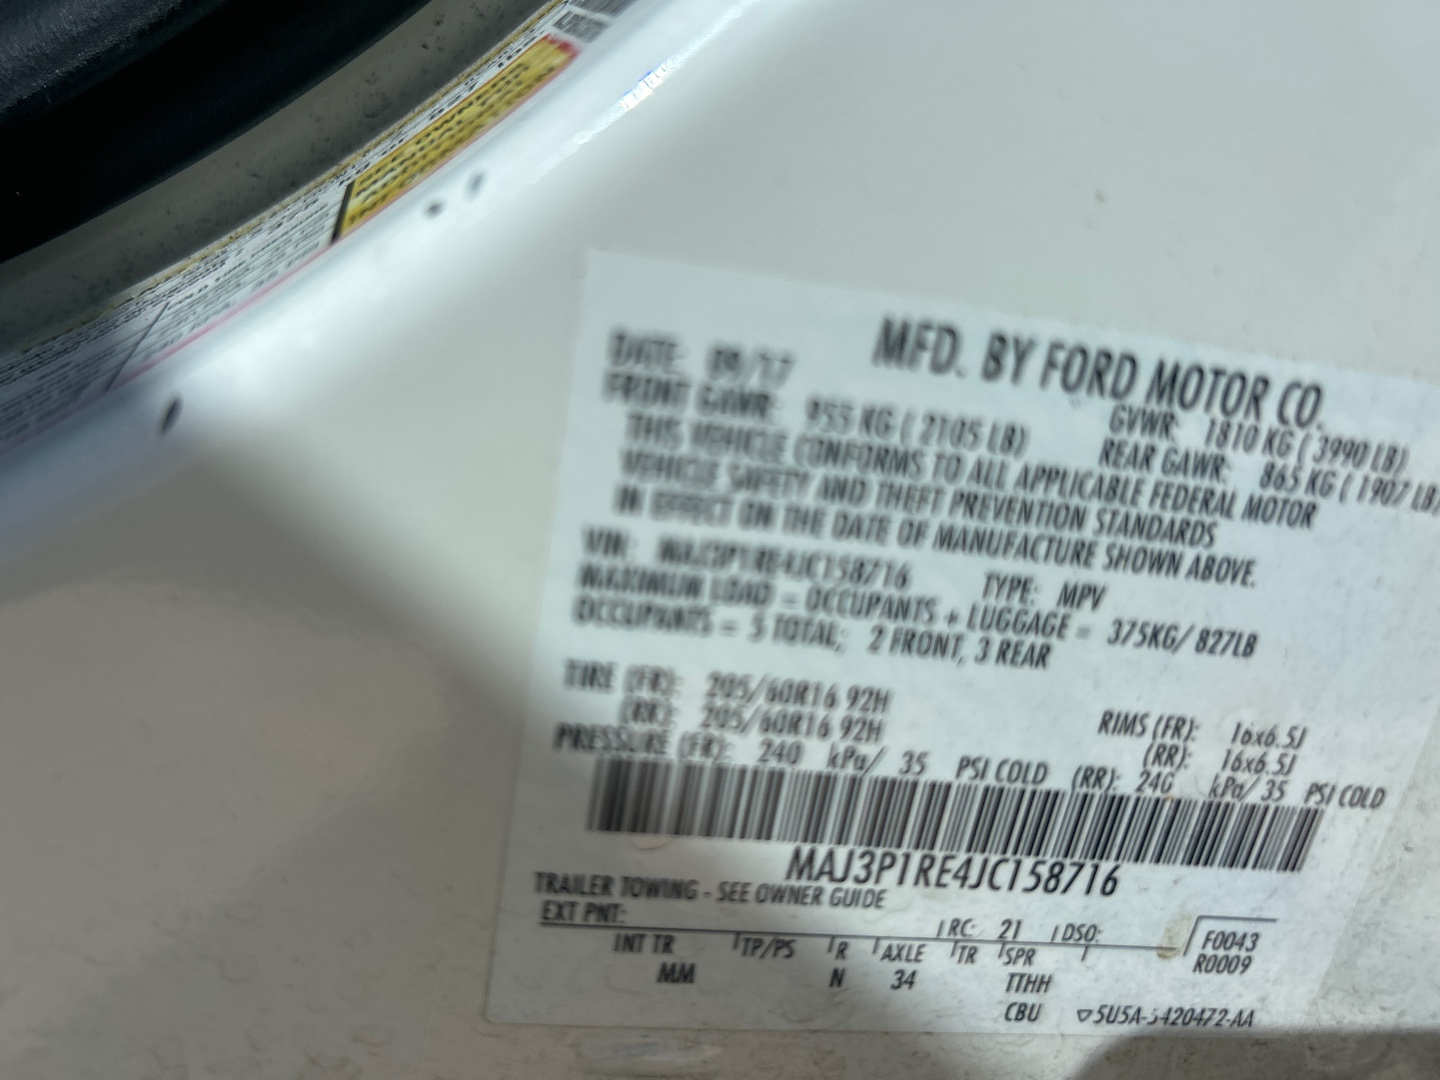 MFD. BY FORD MOTOR CO.
DATE: 09/17 GVWR: 1810 KG ( 3990 LB)
FRONT GAWR: 955 KG ( 2105 LB) REAR GAWR: 865 KG ( 1907 LB)
THIS VEHICLE CONFORMS TO ALL APPLICABLE FEDERAL MOTOR
VEHICLE SAFETY AND THEFT PREVENTION STANDARDS
IN EFFECT ON THE DATE OF MANUFACTURE SHOWN ABOVE.
VIN: MAJ3P1RE4JC158716 TYPE: MPV
MAXIMUM LOAD = OCCUPANTS + LUGGAGE = 375KG/ 827LB
OCCUPANTS = 5 TOTAL; 2 FRONT, 3 REAR
TIRE (FR): 205/60R16 92H RIMS (FR): 16x6.5J
(RR): 205/60R16 92H (RR): 16x6.5J
PRESSURE (FR): 240 kPa/ 35 PSI COLD (RR): 240 kPa/ 35 PSI COLD
MAJ3P1RE4JC158716
TRAILER TOWING - SEE OWNER GUIDE
EXT PNT: RC: 21 DSO: F0043
INT TR TP/PS R AXLE TR SPR R0009
MM N 34 TTHH
CBU 5U5A-5420472-AA